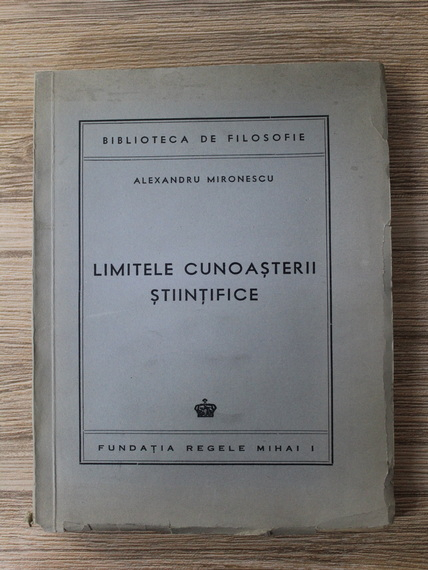 BIBLIOTECA DE FILOSOFIE
ALEXANDRU MIRONESCU
LIMITELE CUNOAȘTERII
ȘTIINȚIFICE
FUNDAȚIA REGELE MIHAI I